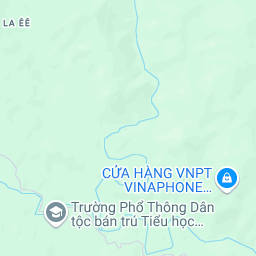 LA ÊÊ
CỬA HÀNG VNPT
VINAPHONE...
Trường Phổ Thông Dân
tộc bán trú Tiểu học...